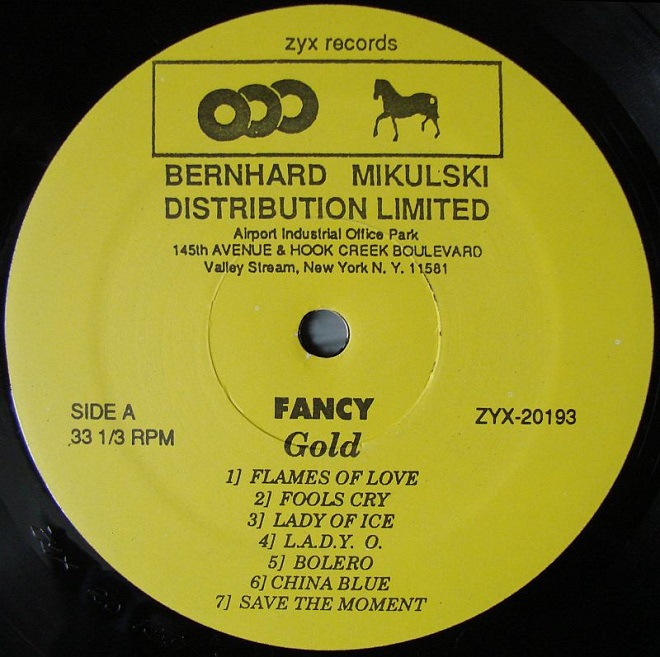 zyx records
BERNHARD MIKULSKI
DISTRIBUTION LIMITED
Airport Industrial Office Park
145th AVENUE & HOOK CREEK BOULEVARD
Valley Stream, New York N. Y. 11581
SIDE A
33 1/3 RPM
ZYX-20193
FANCY
Gold
1] FLAMES OF LOVE
2] FOOLS CRY
3] LADY OF ICE
4] L.A.D.Y. O.
5] BOLERO
6] CHINA BLUE
7] SAVE THE MOMENT